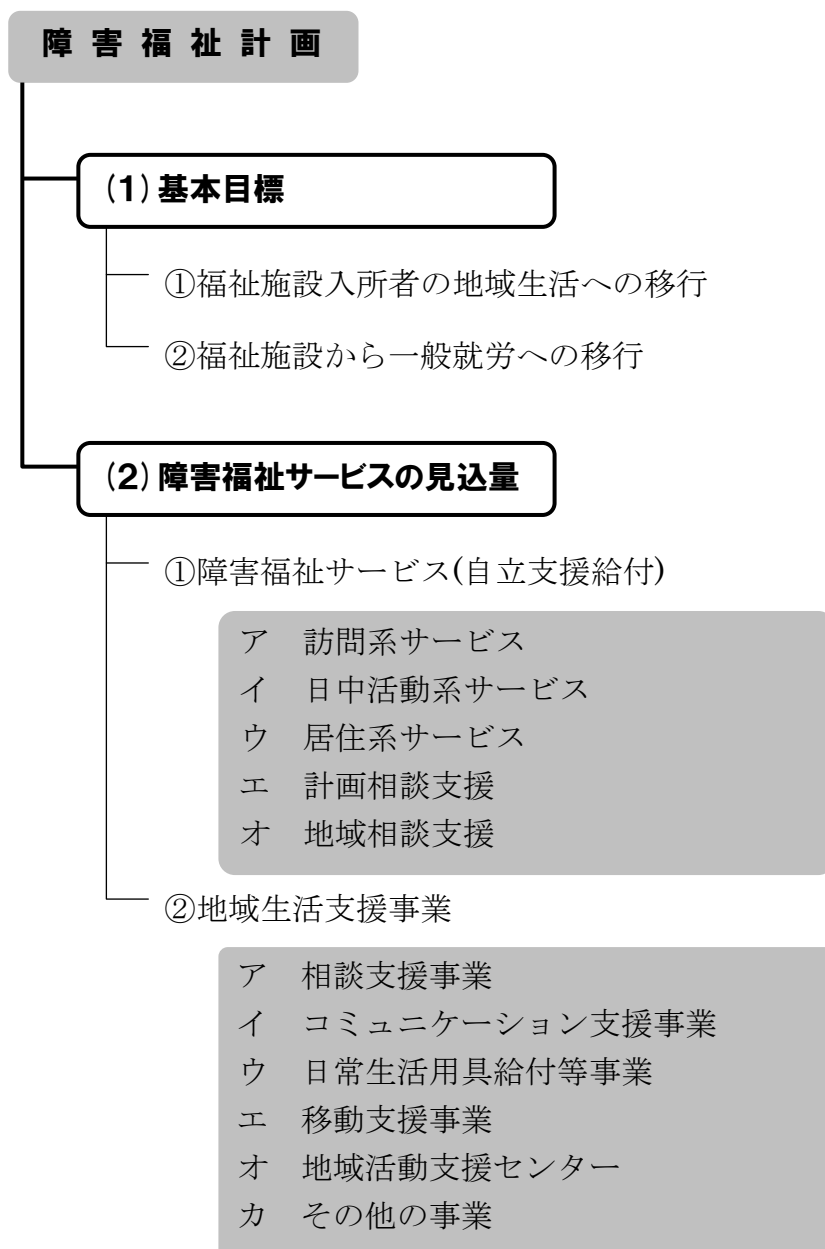 障害福祉計画
(1)基本目標
①福祉施設入所者の地域生活への移行
②福祉施設から一般就労への移行
(2)障害福祉サービスの見込量
①障害福祉サービス(自立支援給付)
ア　訪問系サービス
イ　日中活動系サービス
ウ　居住系サービス
エ　計画相談支援
オ　地域相談支援
②地域生活支援事業
ア　相談支援事業
イ　コミュニケーション支援事業
ウ　日常生活用具給付等事業
エ　移動支援事業
オ　地域活動支援センター
カ　その他の事業